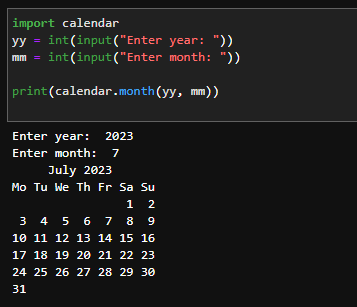 import calendar
yy = int(input("Enter year: "))
mm = int(input("Enter month: "))
print(calendar.month(yy, mm))
Enter year:  2023
Enter month:  7
     July 2023
Mo Tu We Th Fr Sa Su
                1  2
 3  4  5  6  7  8  9
10 11 12 13 14 15 16
17 18 19 20 21 22 23
24 25 26 27 28 29 30
31